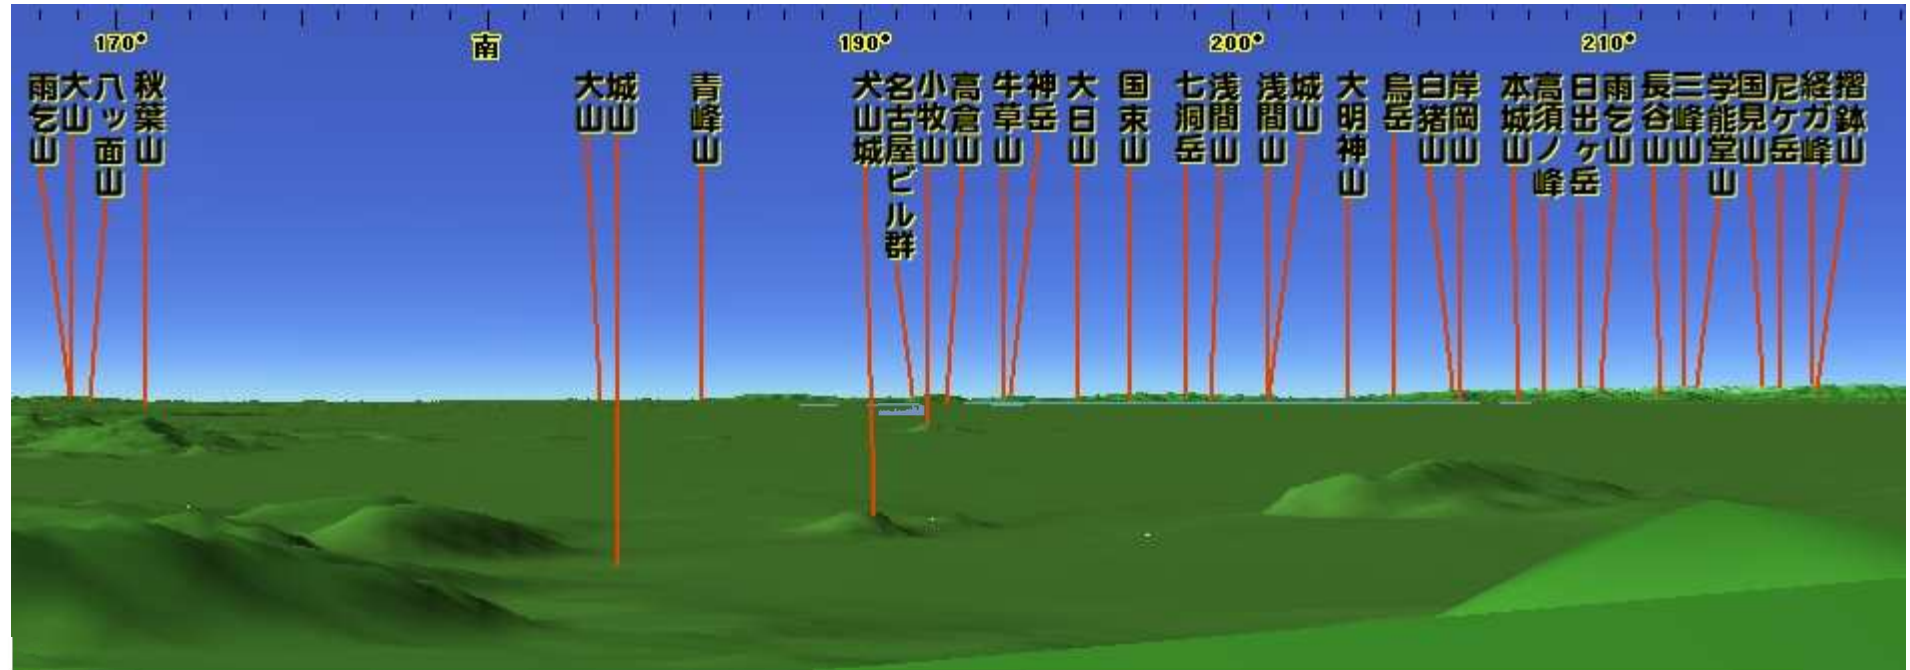 170°
南
190°
200°
210°
雨乞山
大山
八ッ面山
秋葉山
大山
城山
青峰山
犬山城
名古屋ビル群
小牧山
高倉山
牛草山
神岳
大日山
国束山
七洞岳
浅間山
浅間山
城山
大明神山
烏岳
白猪山
岸岡山
本城山
高須ノ峰
日出ヶ岳
雨乞山
長谷山
三峰山
学能堂山
国見山
尼ケ岳
経ガ峰
摺鉢山